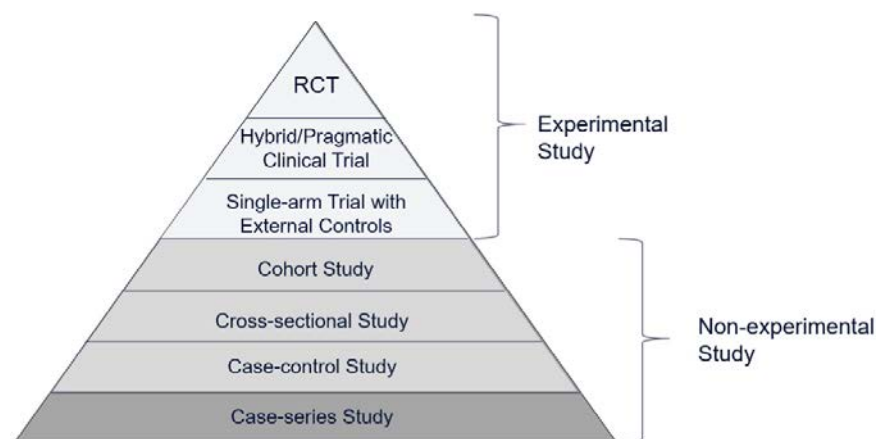 RCT
Hybrid/Pragmatic
Clinical Trial
Single-arm Trial with
External Controls
Experimental
Study
Cohort Study
Cross-sectional Study
Case-control Study
Case-series Study
Non-experimental
Study